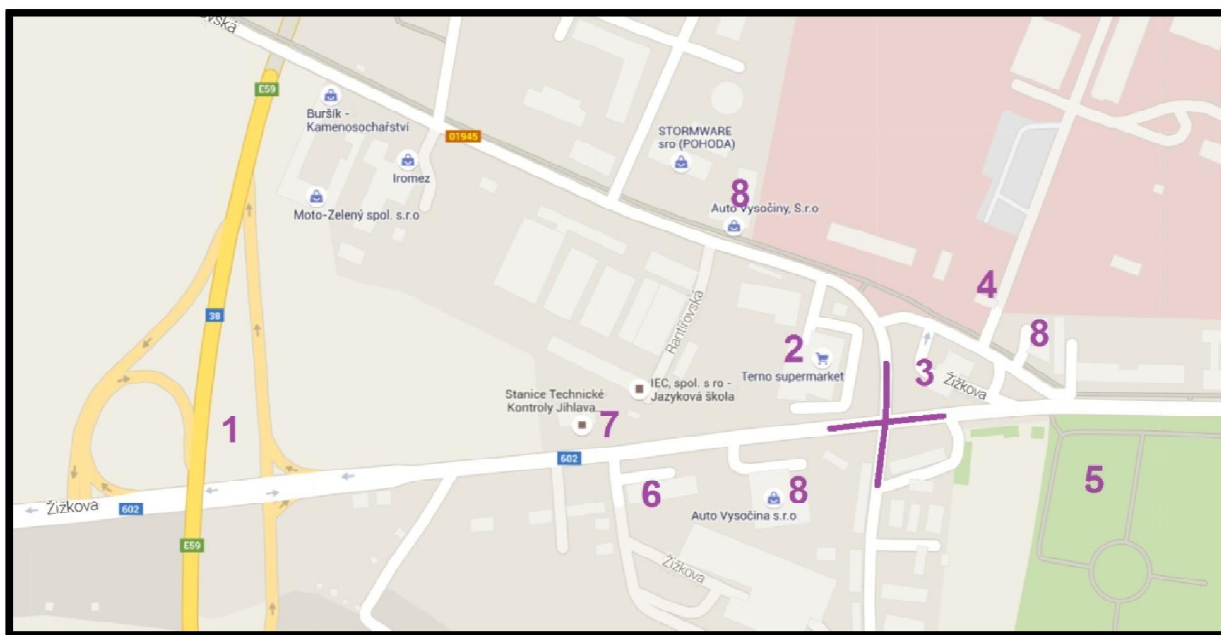 ovská
E59
Buršík -
Kamenosochařství
01945
STORMWARE
sro (POHODA)
Iromez
8
Moto-Zelený spol. s.r.o
Auto Vysočiny, S.r.o
4
38
Rantířovská
2
8
Terno supermarket
3
Žižkova
IEC, spol. s ro -
Jazyková škola
Stanice Technické
Kontroly Jihlava...
7
1
602
5
6
8
Žižkova
602
Auto Vysočina s.r.o
E59
Žižkova